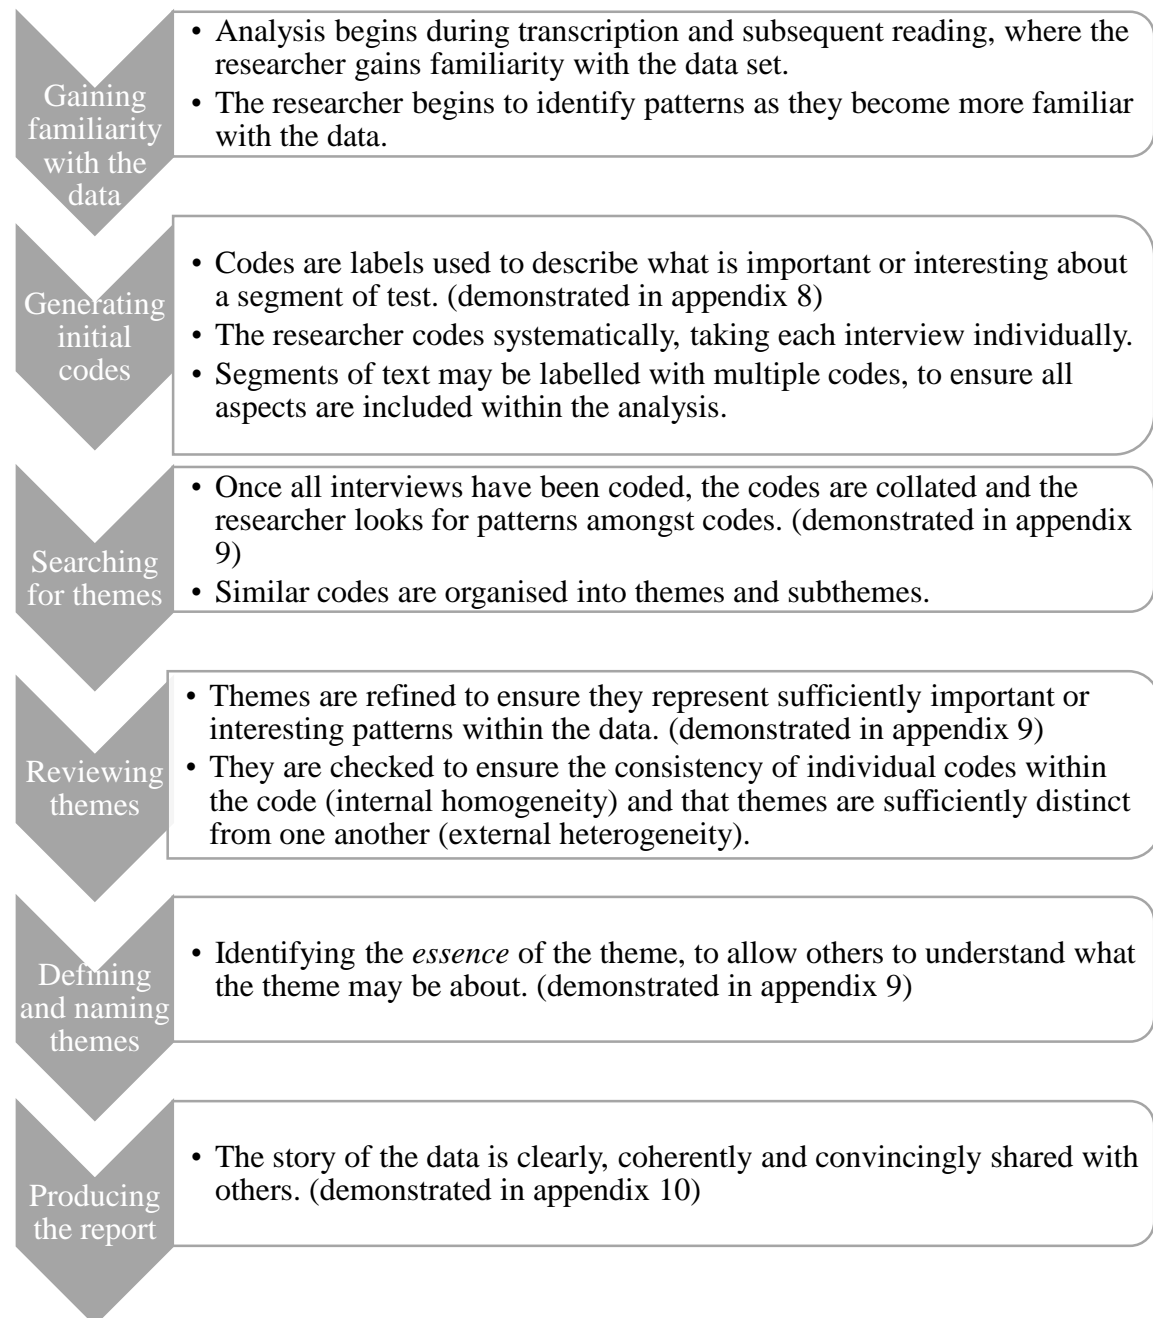 Gaining
familiarity
with the
data
• Analysis begins during transcription and subsequent reading, where the
researcher gains familiarity with the data set.
• The researcher begins to identify patterns as they become more familiar
with the data.
Generating
initial
codes
• Codes are labels used to describe what is important or interesting about
a segment of test. (demonstrated in appendix 8)
• The researcher codes systematically, taking each interview individually.
• Segments of text may be labelled with multiple codes, to ensure all
aspects are included within the analysis.
Searching
for themes
• Once all interviews have been coded, the codes are collated and the
researcher looks for patterns amongst codes. (demonstrated in appendix
9)
• Similar codes are organised into themes and subthemes.
Reviewing
themes
• Themes are refined to ensure they represent sufficiently important or
interesting patterns within the data. (demonstrated in appendix 9)
• They are checked to ensure the consistency of individual codes within
the code (internal homogeneity) and that themes are sufficiently distinct
from one another (external heterogeneity).
Defining
and naming
themes
• Identifying the essence of the theme, to allow others to understand what
the theme may be about. (demonstrated in appendix 9)
Producing
the report
• The story of the data is clearly, coherently and convincingly shared with
others. (demonstrated in appendix 10)